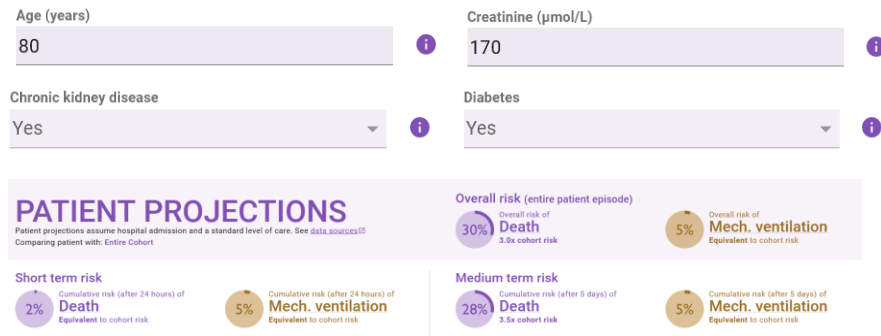 Age (years)
80
Creatinine (µmol/L)
170
Chronic kidney disease
Yes
Diabetes
Yes
PATIENT PROJECTIONS
Patient projections assume hospital admission and a standard level of care. See data sources
Comparing patient with: Entire Cohort
Overall risk (entire patient episode)
30%
Overall risk of
Death
3.0x cohort risk
5%
Overall risk of
Mech. ventilation
Equivalent to cohort risk
Short term risk
2%
Cumulative risk (after 24 hours) of
Death
Equivalent to cohort risk
5%
Cumulative risk (after 24 hours) of
Mech. ventilation
Equivalent to cohort risk
Medium term risk
28%
Cumulative risk (after 5 days) of
Death
3.5x cohort risk
5%
Cumulative risk (after 5 days) of
Mech. ventilation
Equivalent to cohort risk